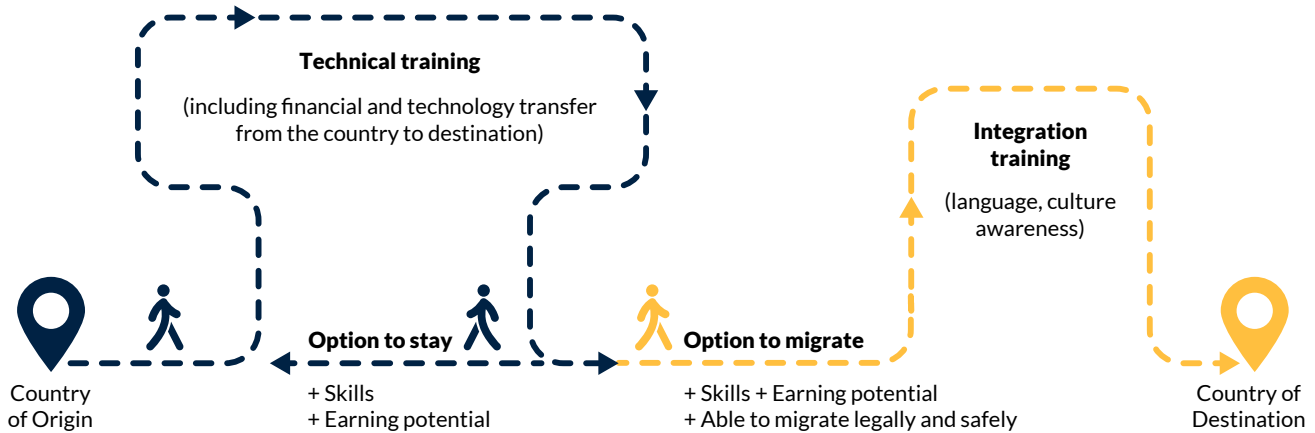 Technical training
(including financial and technology transfer
from the country to destination)
Integration
training
(language, culture
awareness)
Option to stay
Option to migrate
Country
of Origin
+ Skills
+ Earning potential
+ Skills + Earning potential
+ Able to migrate legally and safely
Country of
Destination